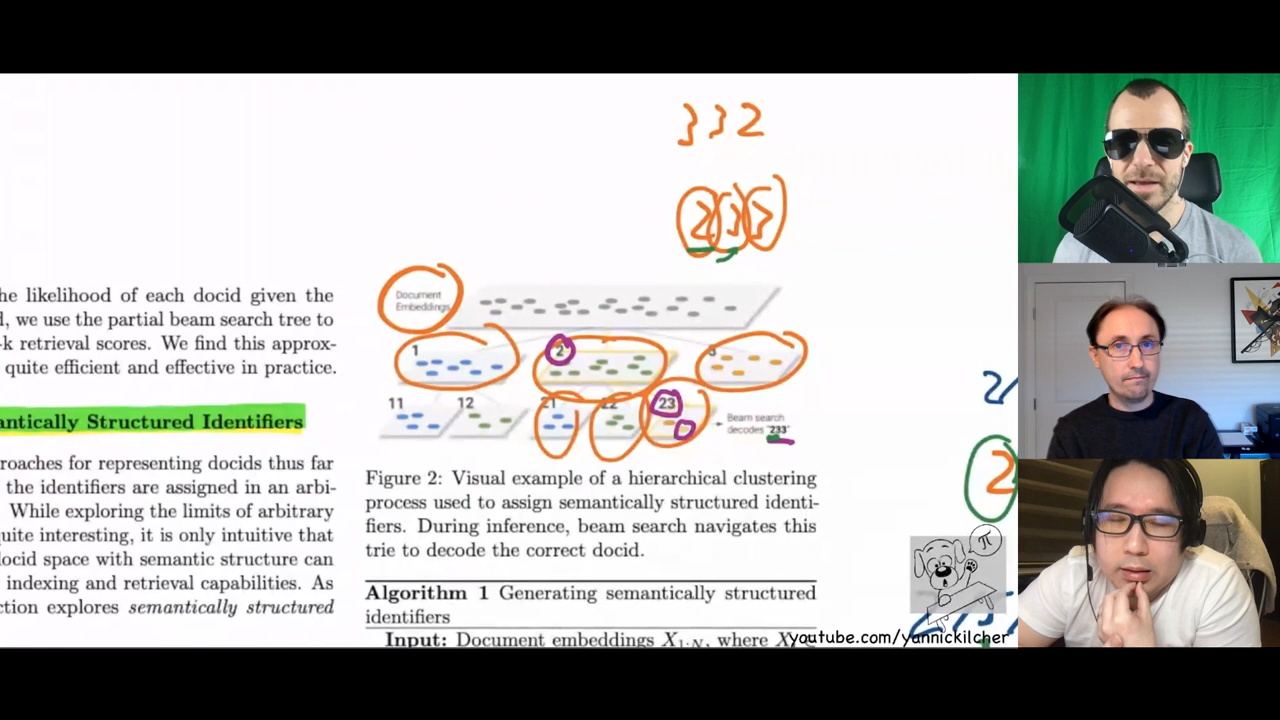 332
233
he likelihood of each docid given the
d, we use the partial beam search tree to
-k retrieval scores. We find this approx-
quite efficient and effective in practice.
antically Structured Identifiers
roaches for representing docids thus far
the identifiers are assigned in an arbi-
While exploring the limits of arbitrary
uite interesting, it is only intuitive that
docid space with semantic structure can
indexing and retrieval capabilities. As
ction explores semantically structured
Document
Embeddings
1
2
3
11
12
21
22
23
Beam search
decodes "233"
Figure 2: Visual example of a hierarchical clustering
process used to assign semantically structured identi-
fiers. During inference, beam search navigates this
trie to decode the correct docid.
Algorithm 1 Generating semantically structured
identifiers
Input: Document embeddings X1:N, where X
2
2
π
youtube.com/yannickilcher